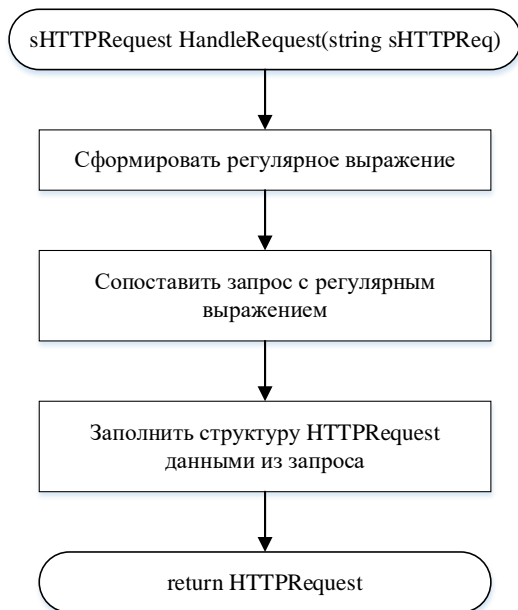 sHTTPRequest HandleRequest(string sHTTPReq)
Сформировать регулярное выражение
Сопоставить запрос с регулярным
выражением
Заполнить структуру HTTPRequest
данными из запроса
return HTTPRequest